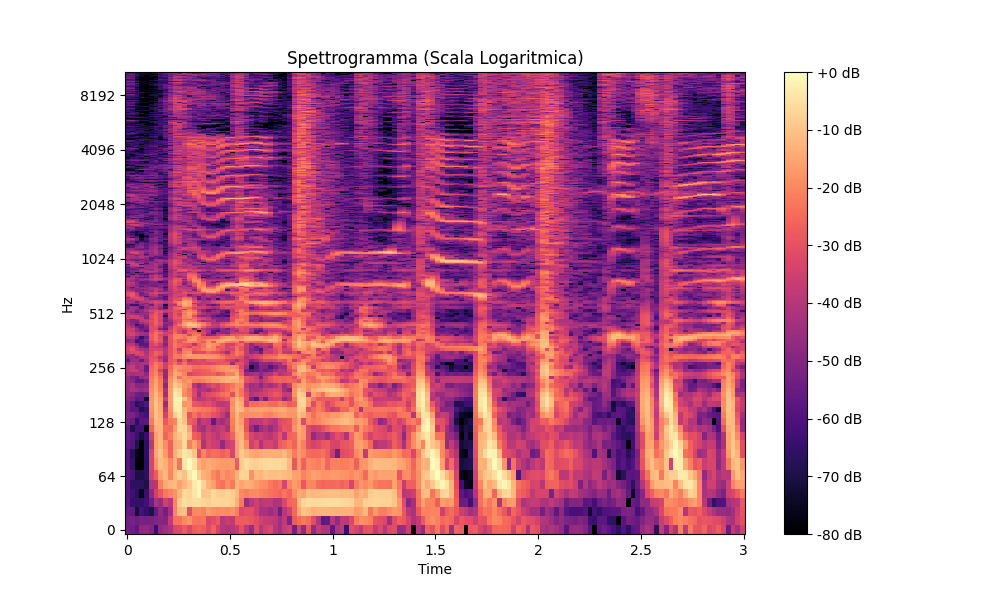 Spettrogramma (Scala Logaritmica)
8192
4096
2048
1024
512
256
128
64
0
Hz
0
0.5
1
1.5
2
2.5
3
Time
+0 dB
-10 dB
-20 dB
-30 dB
-40 dB
-50 dB
-60 dB
-70 dB
-80 dB